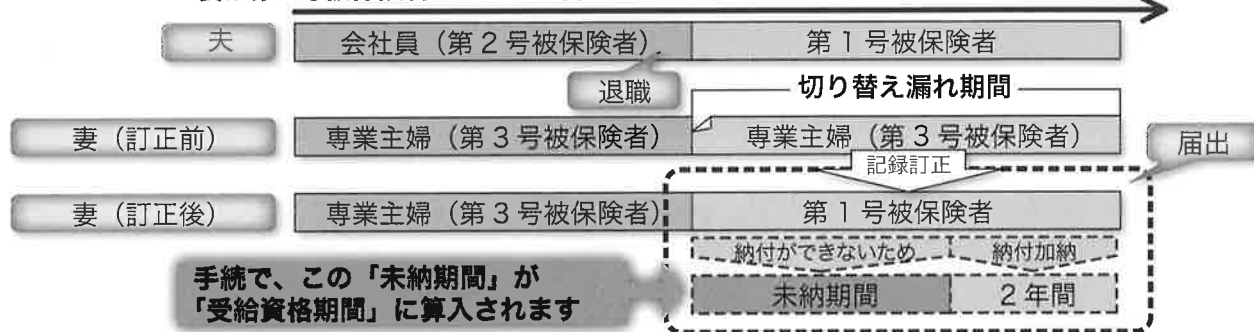 夫
会社員（第２号被保険者）
第１号被保険者
退職
切り替え漏れ期間
妻（訂正前）
専業主婦（第３号被保険者）
専業主婦（第３号被保険者）
届出
記録訂正
妻（訂正後）
専業主婦（第３号被保険者）
第１号被保険者
納付ができないため
納付加納
手続で、この「未納期間」が
「受給資格期間」に算入されます
未納期間
２年間